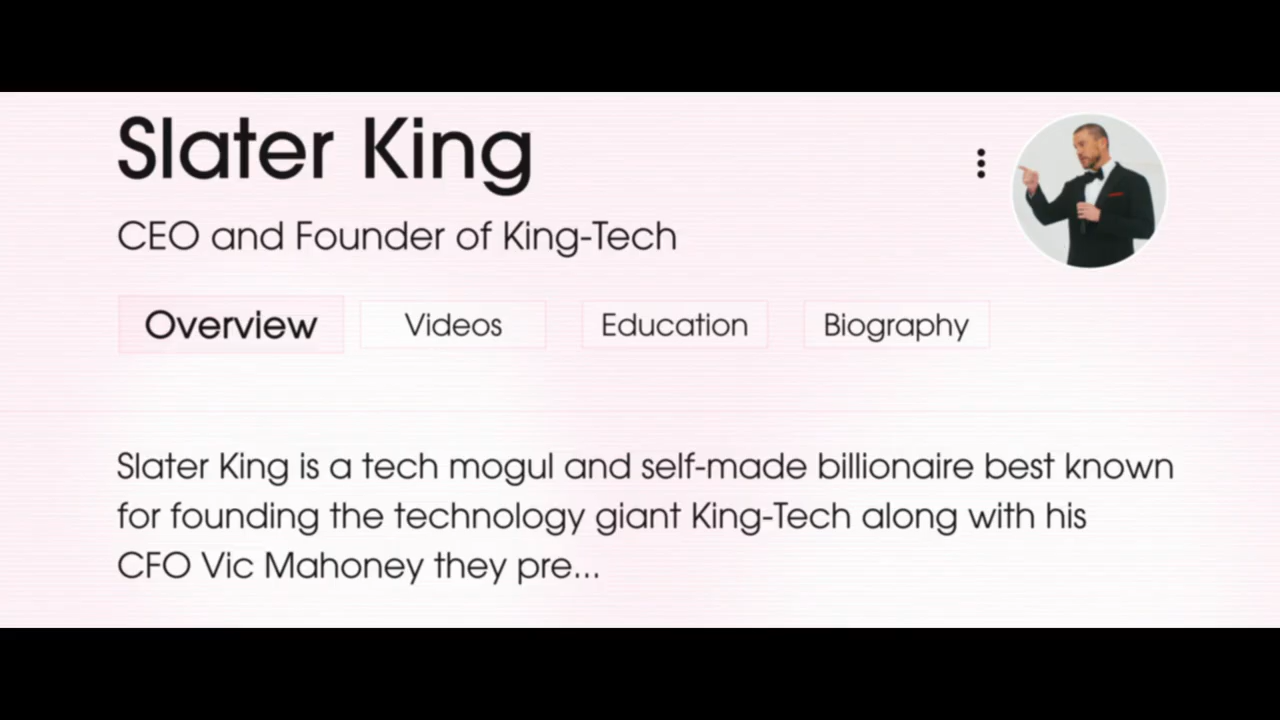 Slater King
CEO and Founder of King-Tech
Overview
Videos
Education
Biography
Slater King is a tech mogul and self-made billionaire best known
for founding the technology giant King-Tech along with his
CFO Vic Mahoney they pre...